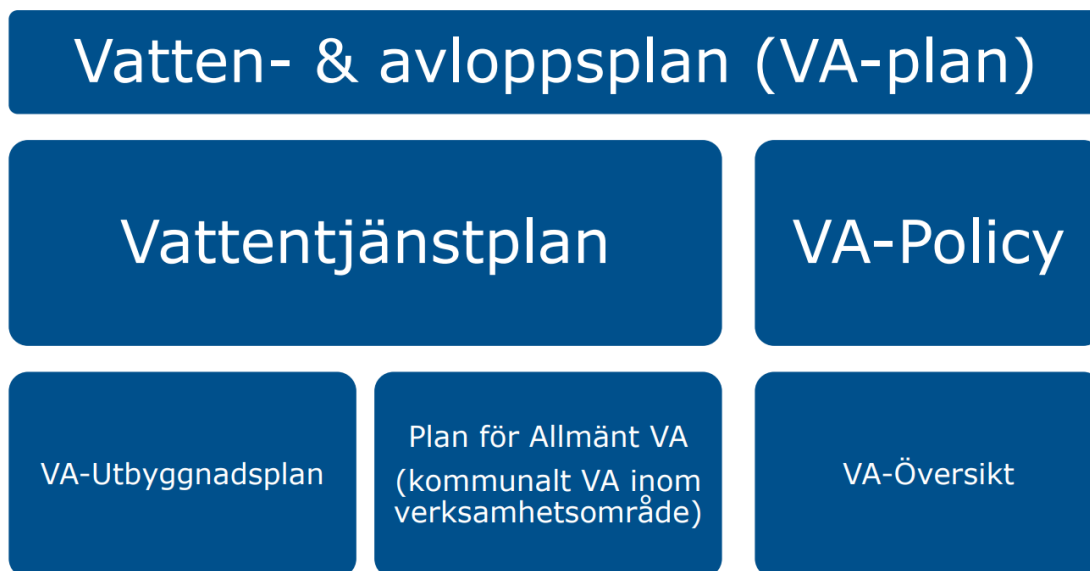 Vatten- & avloppsplan (VA-plan)
Vattentjänstplan
VA-Policy
VA-Utbyggnadsplan
Plan för Allmänt VA
(kommunalt VA inom
verksamhetsområde)
VA-Översikt